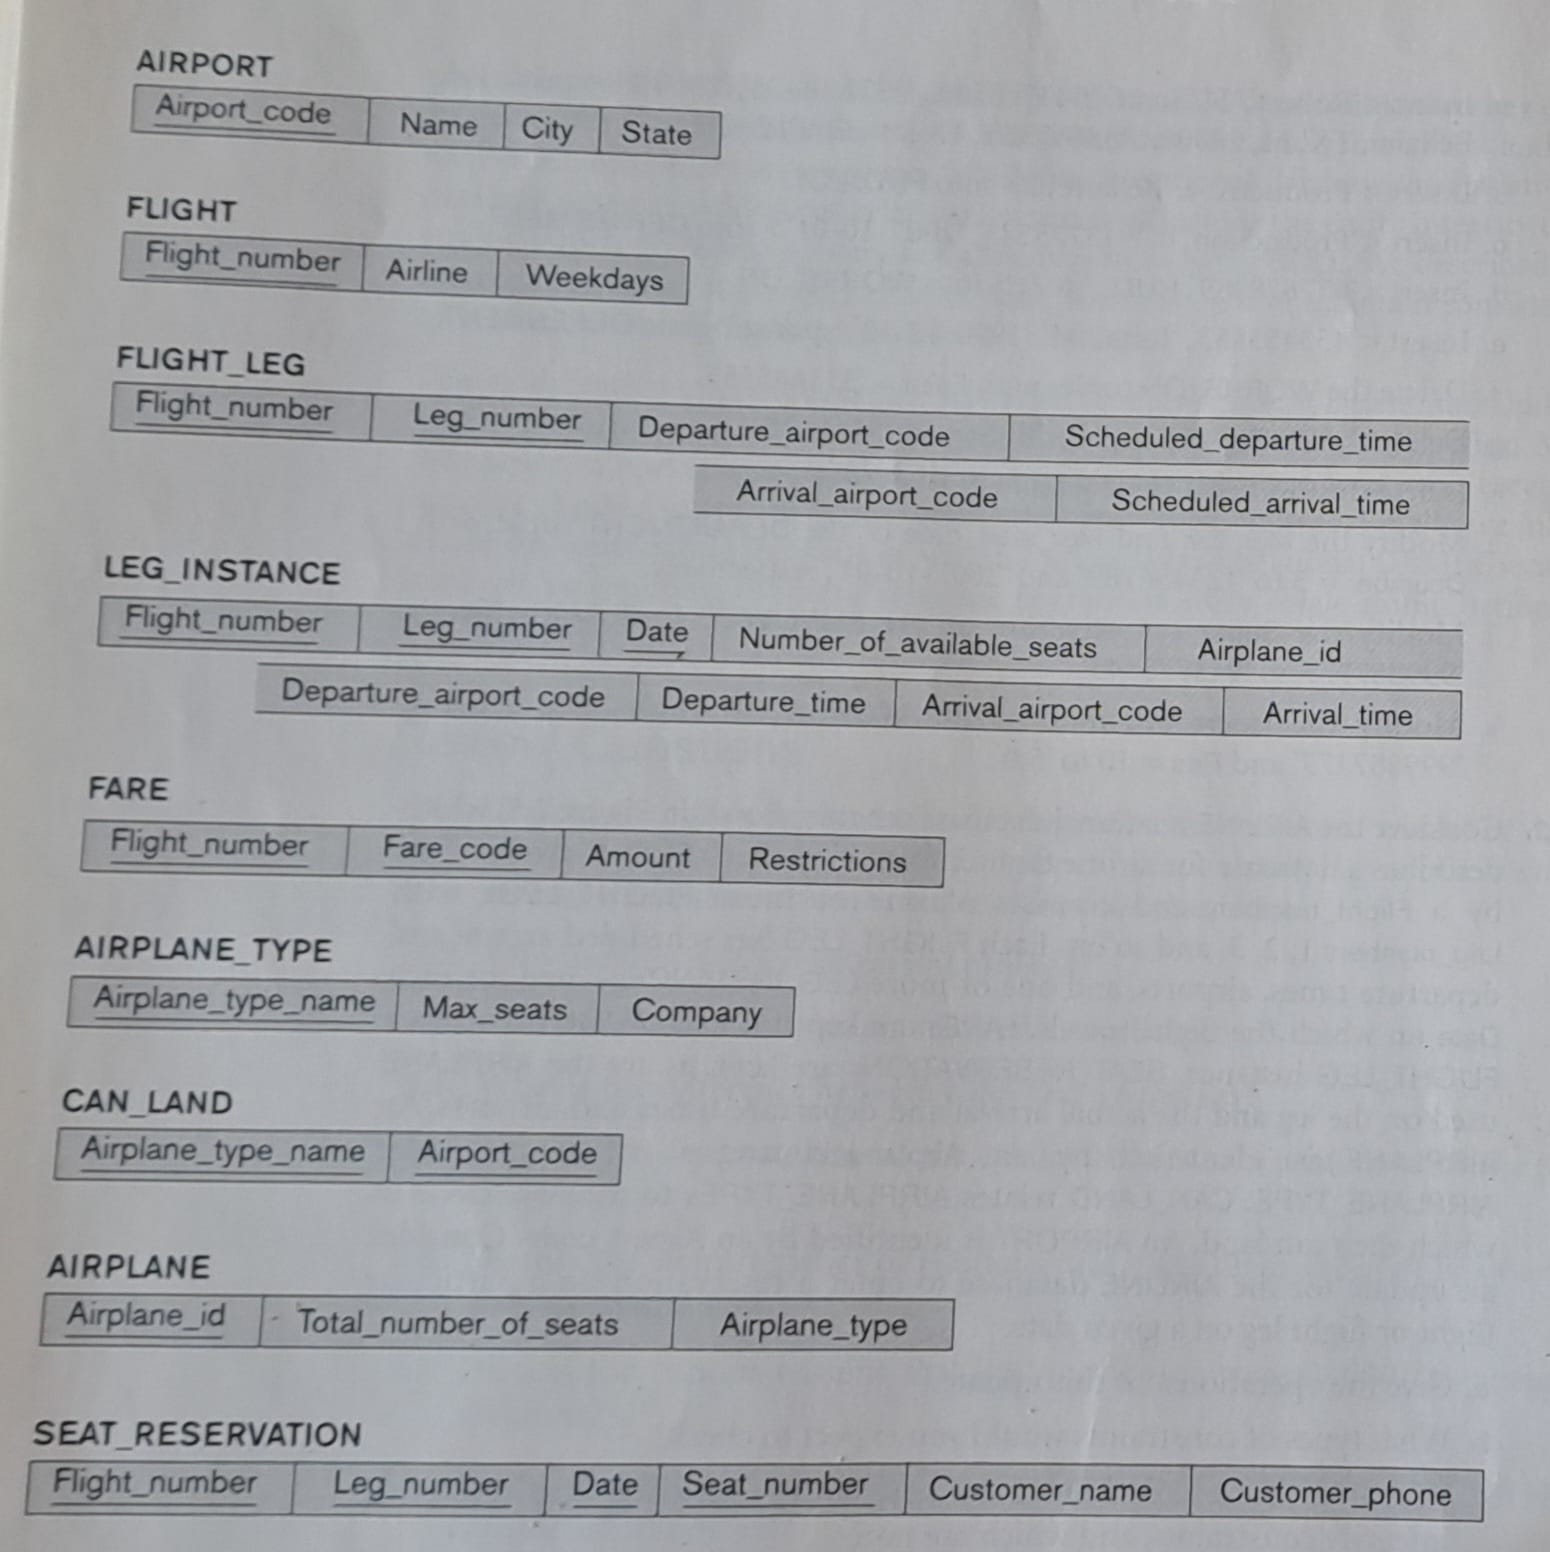 AIRPORT
Airport_code Name City State
FLIGHT
Flight_number Airline Weekdays
FLIGHT_LEG
Flight_number Leg_number Departure_airport_code Scheduled_departure_time
Arrival_airport_code Scheduled_arrival_time
LEG_INSTANCE
Flight_number Leg_number Date Number_of_available_seats Airplane_id
Departure_airport_code Departure_time Arrival_airport_code Arrival_time
FARE
Flight_number Fare_code Amount Restrictions
AIRPLANE_TYPE
Airplane_type_name Max_seats Company
CAN_LAND
Airplane_type_name Airport_code
AIRPLANE
Airplane_id Total_number_of_seats Airplane_type
SEAT_RESERVATION
Flight_number Leg_number Date Seat_number Customer_name Customer_phone